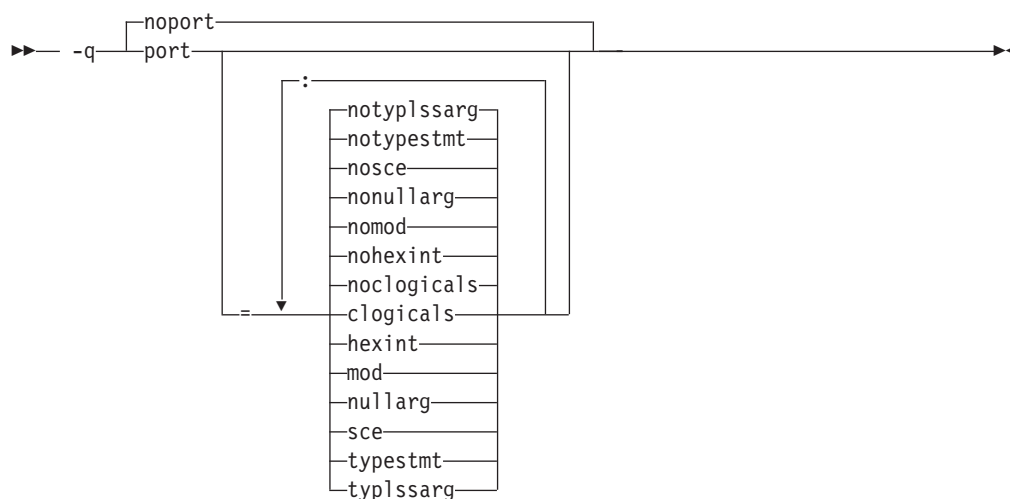 noport
-q port
:
notyplssarg
notypestmt
nosce
nonullarg
nomod
nohexint
noclogicals
= clogicals
hexint
mod
nullarg
sce
typestmt
typlssarg